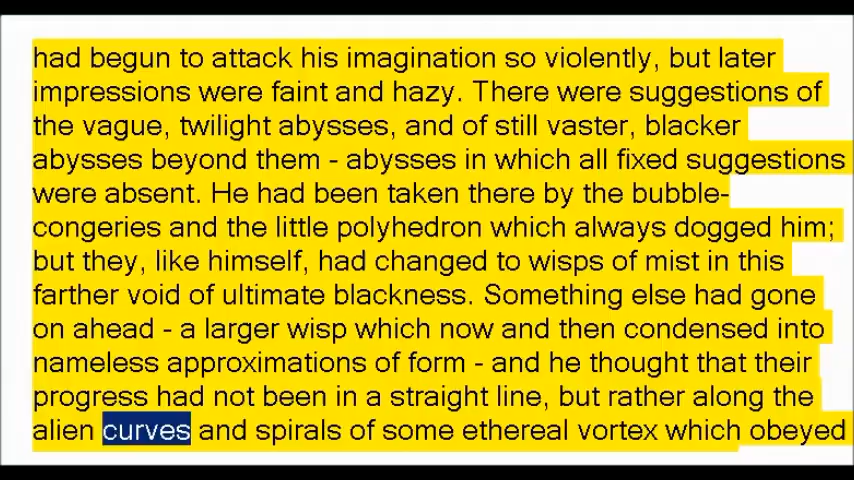 had begun to attack his imagination so violently, but later
impressions were faint and hazy. There were suggestions of
the vague, twilight abysses, and of still vaster, blacker
abysses beyond them - abysses in which all fixed suggestions
were absent. He had been taken there by the bubble-
congeries and the little polyhedron which always dogged him;
but they, like himself, had changed to wisps of mist in this
farther void of ultimate blackness. Something else had gone
on ahead - a larger wisp which now and then condensed into
nameless approximations of form - and he thought that their
progress had not been in a straight line, but rather along the
alien curves and spirals of some ethereal vortex which obeyed